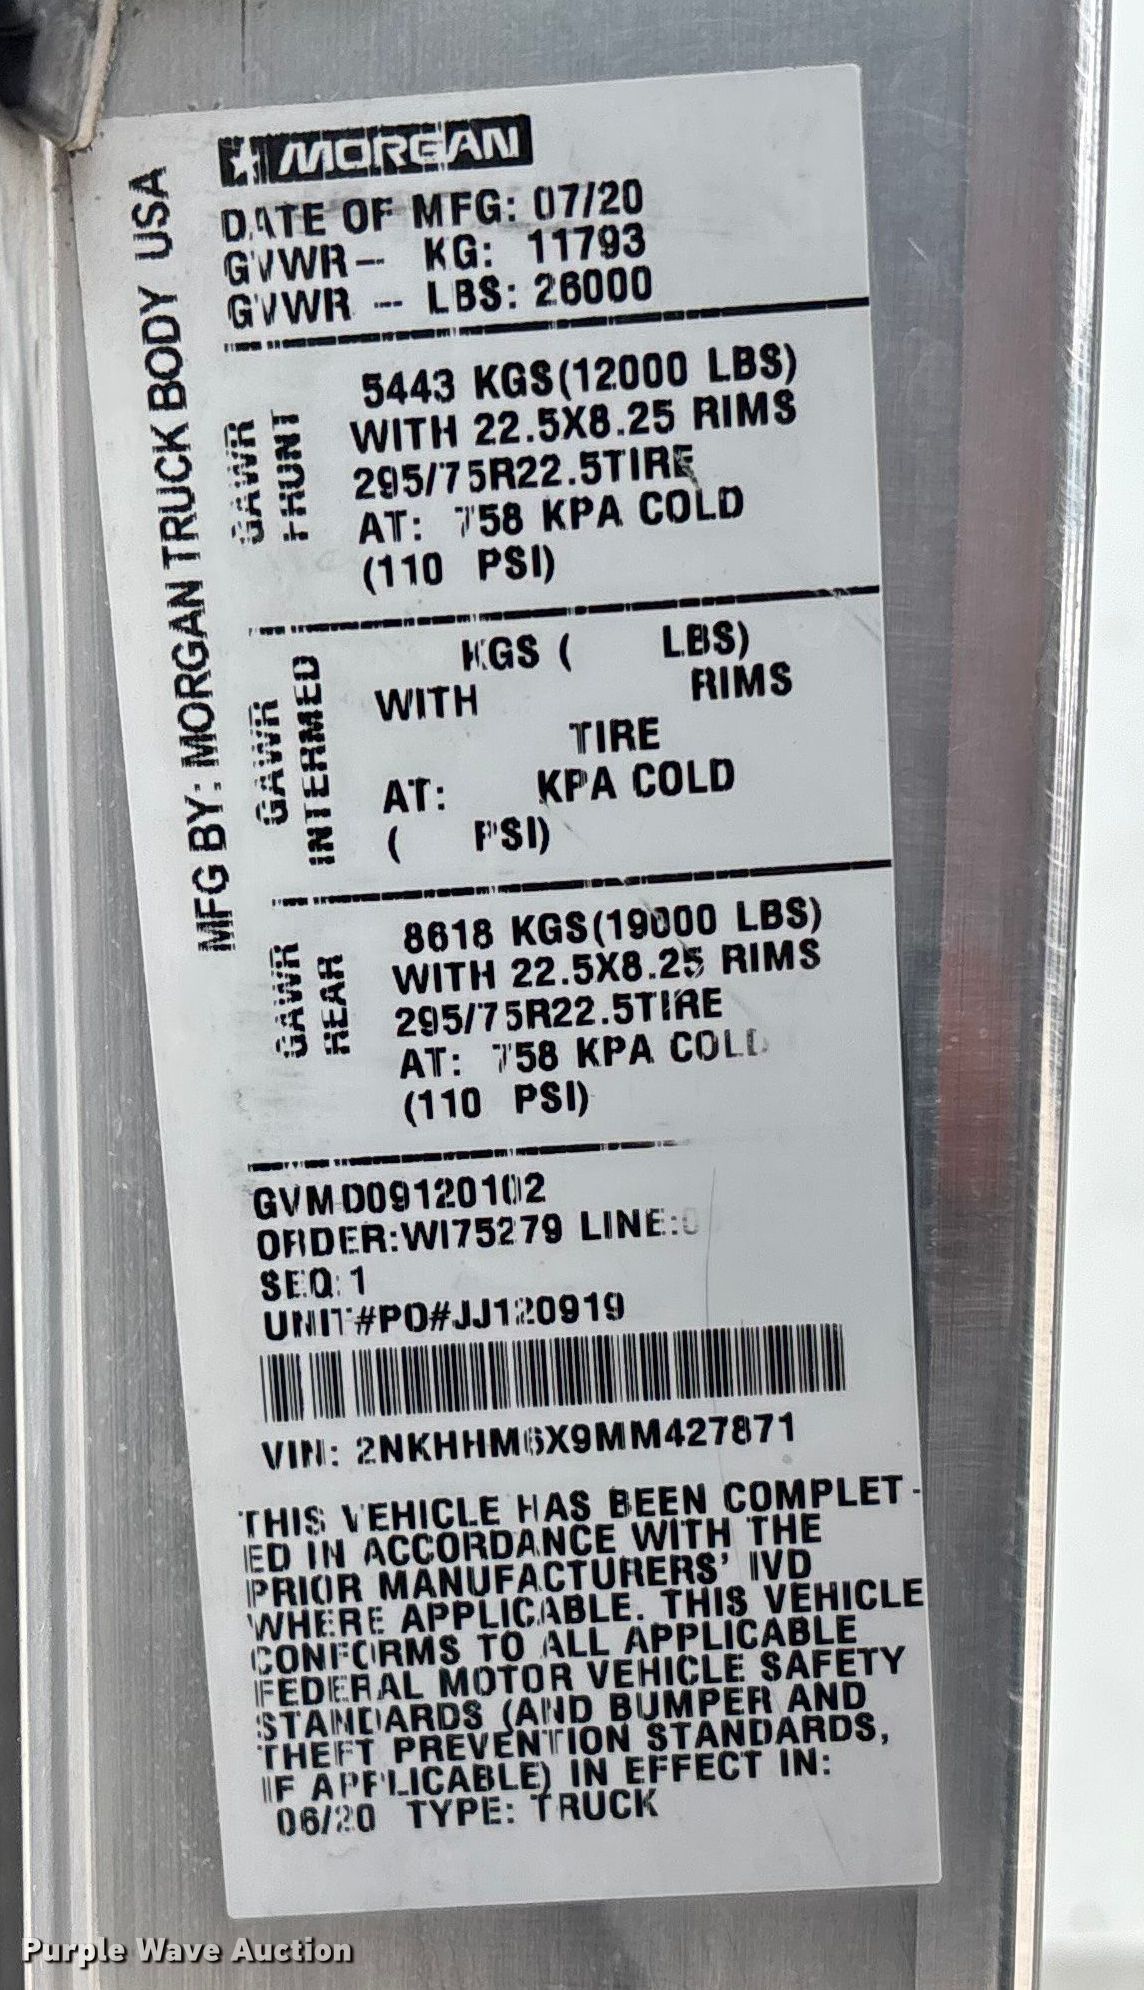 MORGAN
DATE OF MFG: 07/20
GVWR– KG: 11793
GVWR – LBS: 26000
MFG BY: MORGAN TRUCK BODY USA
GAWR
FRONT
5443 KGS(12000 LBS)
WITH 22.5X8.25 RIMS
295/75R22.5TIRE
AT: 758 KPA COLD
(110 PSI)
GAWR
INTERMED
KGS ( LBS)
WITH RIMS
TIRE
AT: KPA COLD
( PSI)
GAWR
REAR
8618 KGS(19000 LBS)
WITH 22.5X8.25 RIMS
295/75R22.5TIRE
AT: 758 KPA COLD
(110 PSI)
GVMD09120102
ORDER:WI75279 LINE:
SEQ:1
UNIT#PO#JJ120919
VIN: 2NKHHM6X9MM427871
THIS VEHICLE HAS BEEN COMPLET-
ED IN ACCORDANCE WITH THE
PRIOR MANUFACTURERS' IVD
WHERE APPLICABLE. THIS VEHICLE
CONFORMS TO ALL APPLICABLE
FEDERAL MOTOR VEHICLE SAFETY
STANDARDS (AND BUMPER AND
THEFT PREVENTION STANDARDS,
IF APPLICABLE) IN EFFECT IN:
06/20 TYPE: TRUCK
Purple Wave Auction